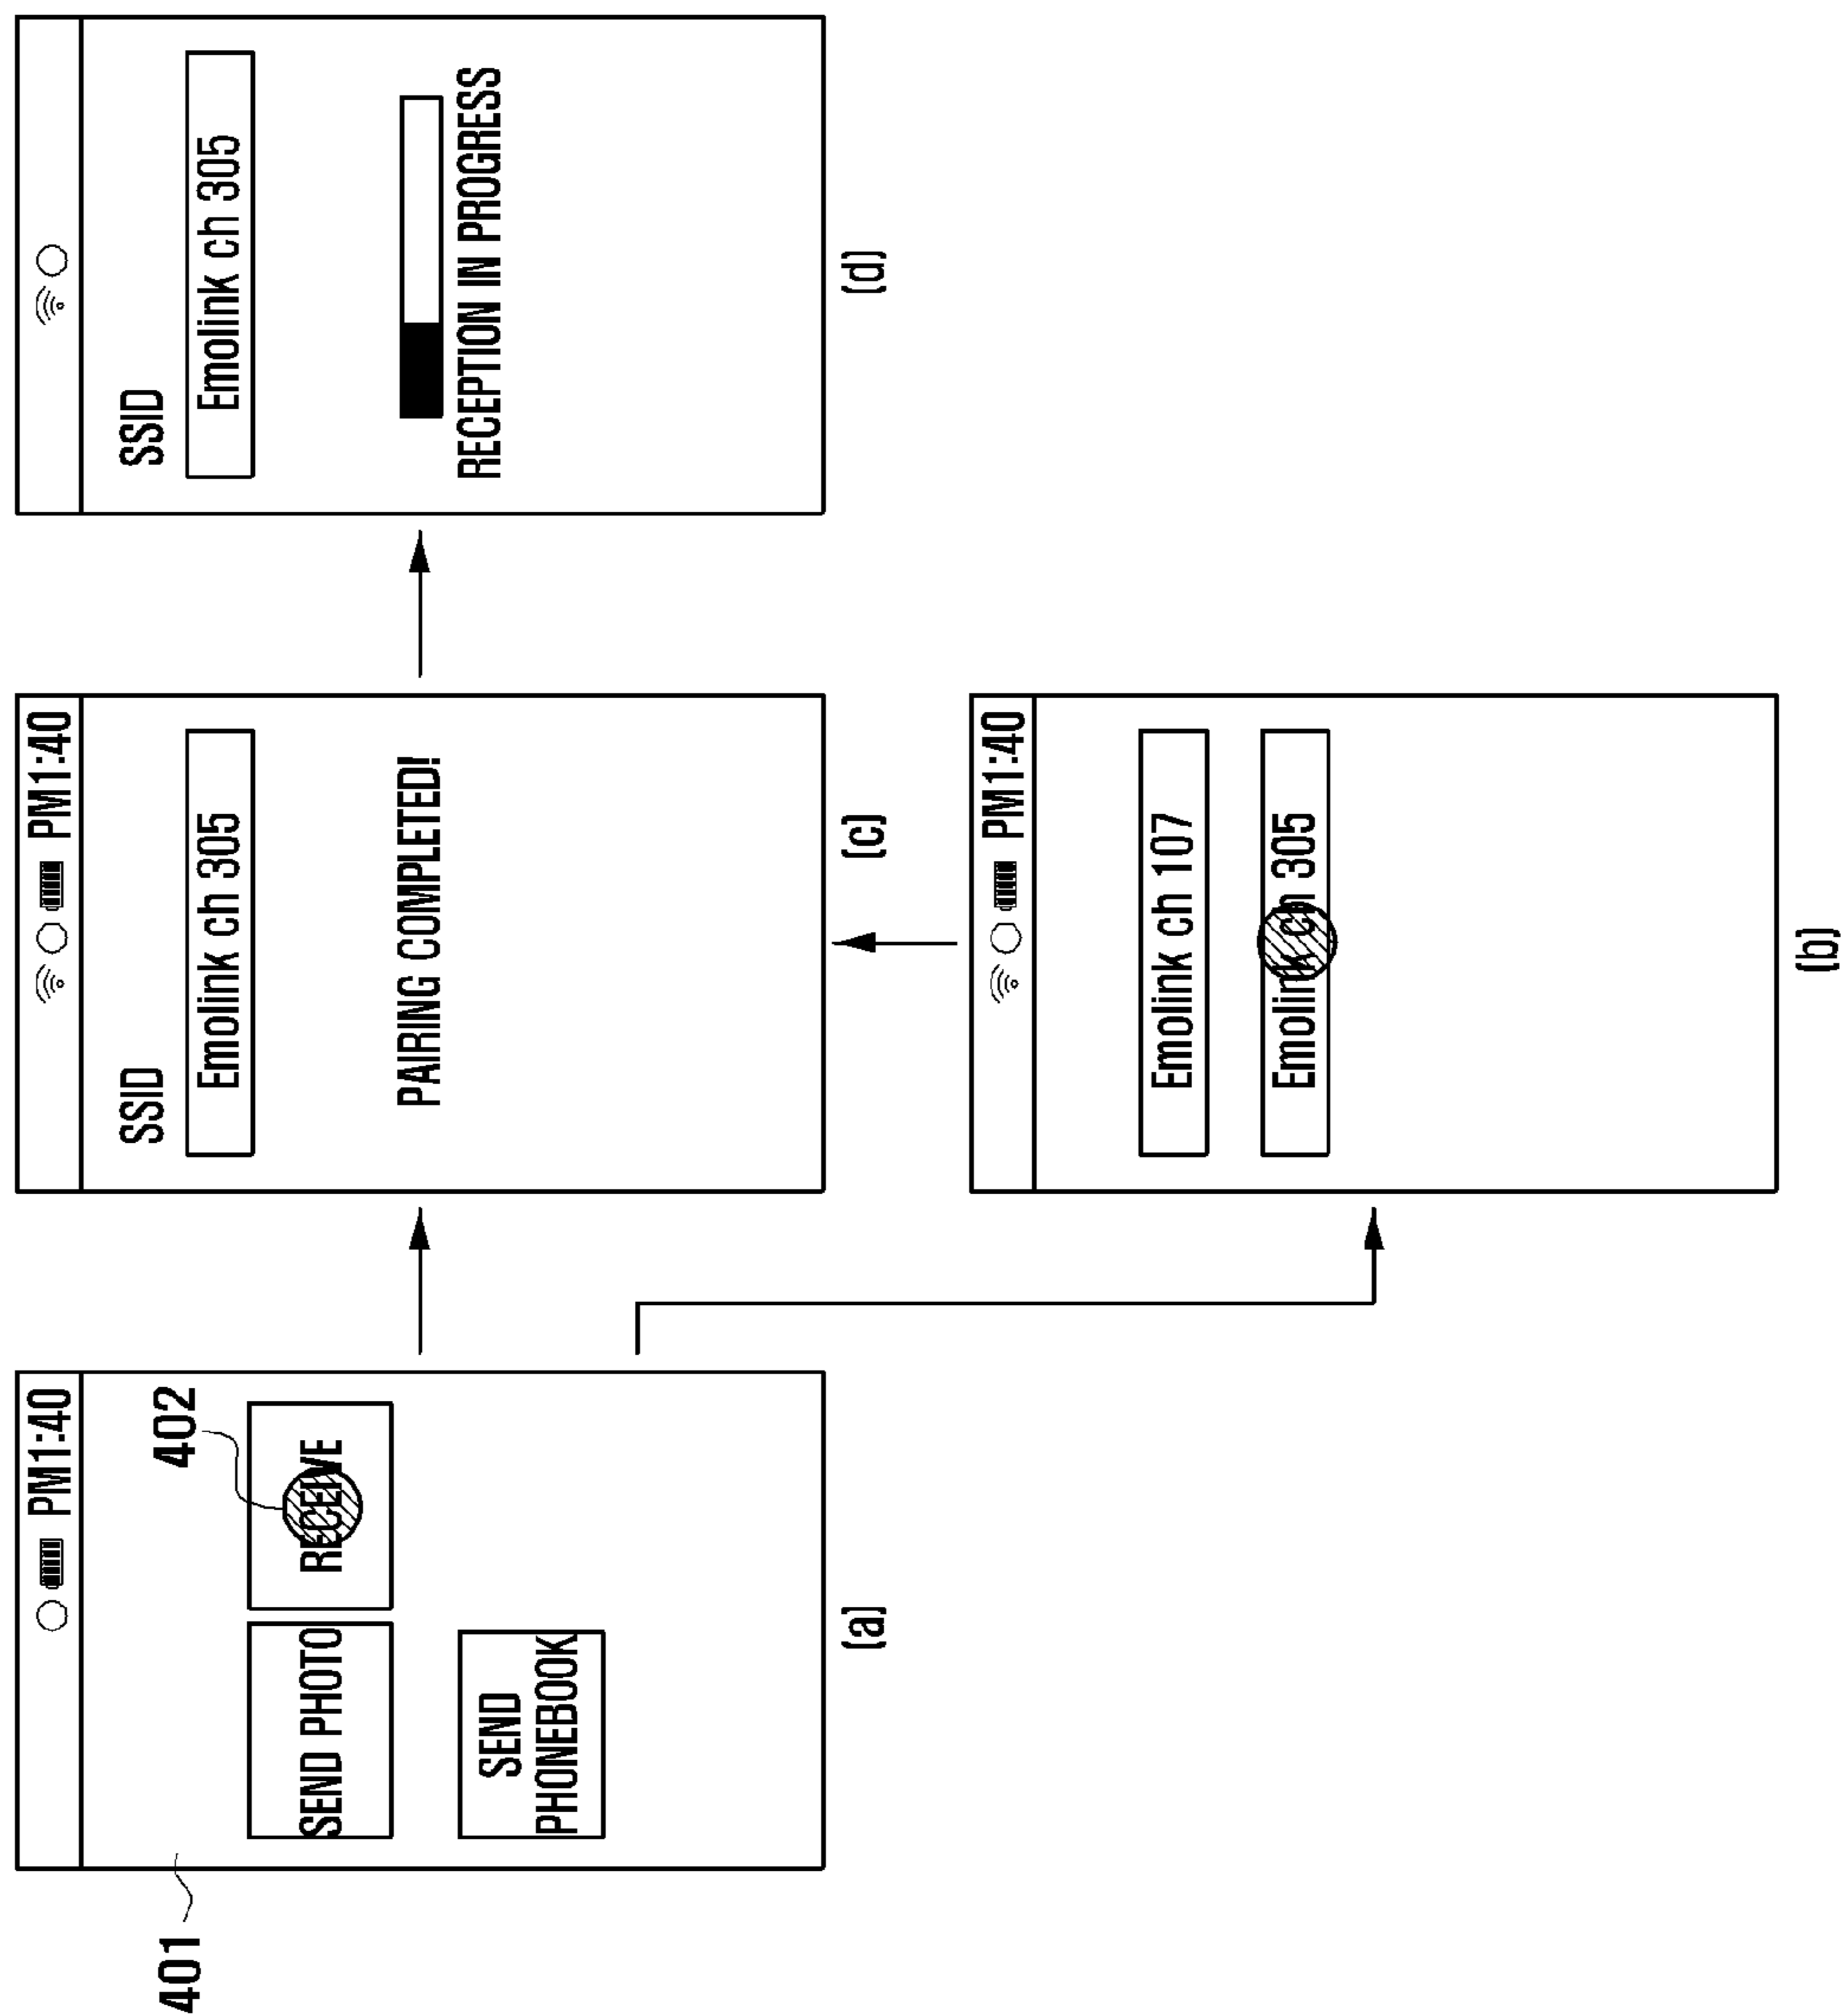 401
402
PM1:40
SEND PHOTO
RECEIVE
SEND
PHONEBOOK
(a)
PM1:40
SSID
Emolink ch 305
PAIRING COMPLETED!
(c)
SSID
Emolink ch 305
RECEPTION IN PROGRESS
(d)
PM1:40
Emolink ch 107
Emolink ch 305
(b)